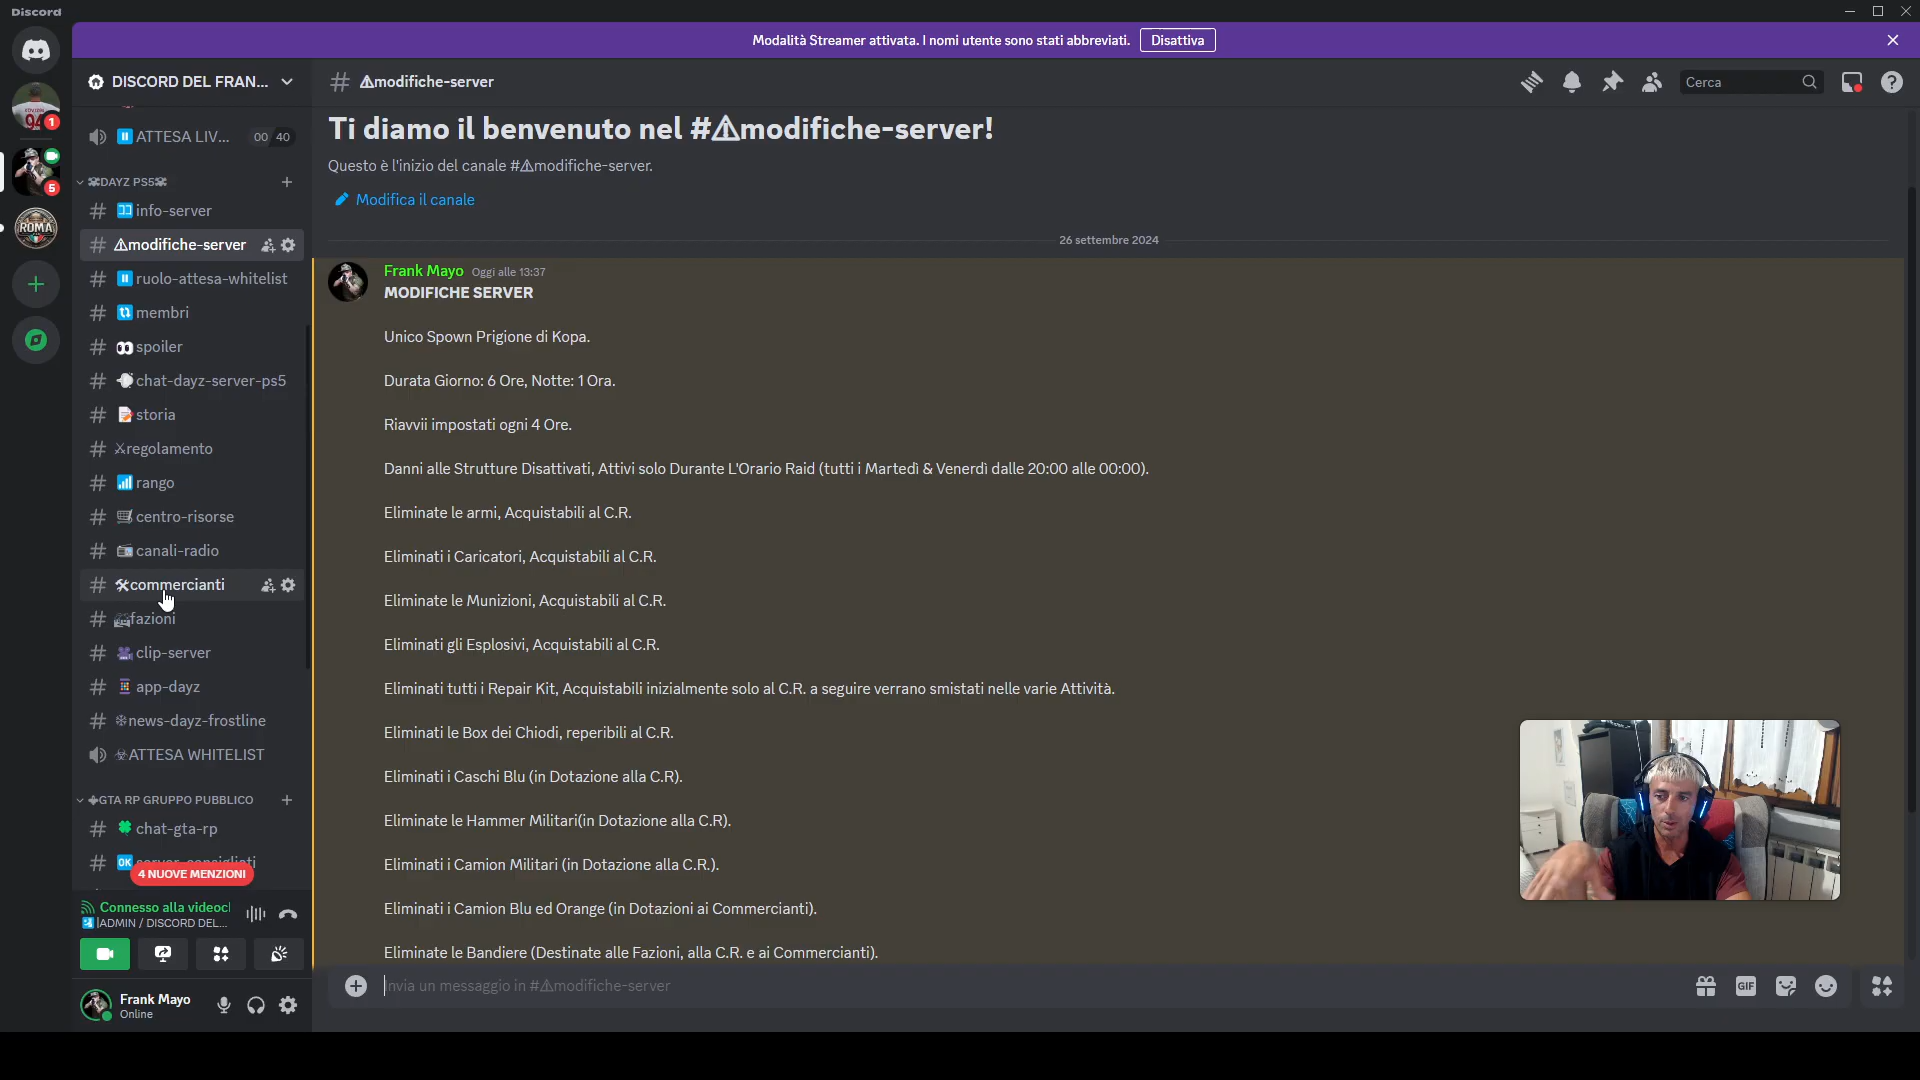 Discord
Modalità Streamer attivata. I nomi utente sono stati abbreviati.
Disattiva
DISCORD DEL FRAN...
⚠modifiche-server
Cerca
1
5
ROMA
ATTESA LIV...
00 40
DAYZ PS5
info-server
⚠modifiche-server
ruolo-attesa-whitelist
membri
spoiler
chat-dayz-server-ps5
storia
⚔regolamento
rango
centro-risorse
canali-radio
🛠commercianti
fazioni
clip-server
app-dayz
❄news-dayz-frostline
☣ATTESA WHITELIST
GTA RP GRUPPO PUBBLICO
chat-gta-rp
OK
4 NUOVE MENZIONI
Connesso alla videoc
ADMIN / DISCORD DEL...
Frank Mayo
Online
Ti diamo il benvenuto nel #⚠modifiche-server!
Questo è l'inizio del canale #⚠modifiche-server.
Modifica il canale
26 settembre 2024
Frank Mayo Oggi alle 13:37
MODIFICHE SERVER
Unico Spown Prigione di Kopa.
Durata Giorno: 6 Ore, Notte: 1 Ora.
Riavvii impostati ogni 4 Ore.
Danni alle Strutture Disattivati, Attivi solo Durante L'Orario Raid (tutti i Martedì & Venerdì dalle 20:00 alle 00:00).
Eliminate le armi, Acquistabili al C.R.
Eliminati i Caricatori, Acquistabili al C.R.
Eliminate le Munizioni, Acquistabili al C.R.
Eliminati gli Esplosivi, Acquistabili al C.R.
Eliminati tutti i Repair Kit, Acquistabili inizialmente solo al C.R. a seguire verrano smistati nelle varie Attività.
Eliminati le Box dei Chiodi, reperibili al C.R.
Eliminati i Caschi Blu (in Dotazione alla C.R).
Eliminate le Hammer Militari(in Dotazione alla C.R).
Eliminati i Camion Militari (in Dotazione alla C.R.).
Eliminati i Camion Blu ed Orange (in Dotazioni ai Commercianti).
Eliminate le Bandiere (Destinate alle Fazioni, alla C.R. e ai Commercianti).
Invia un messaggio in #⚠modifiche-server
GIF